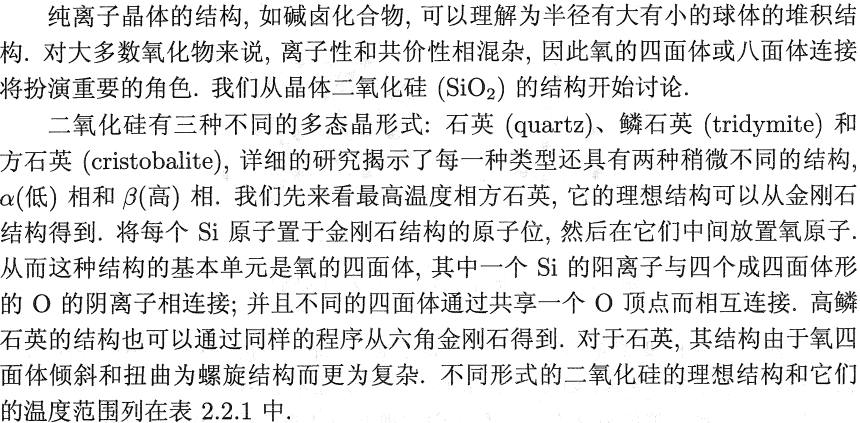 纯离子晶体的结构, 如碱卤化合物, 可以理解为半径有大有小的球体的堆积结
构. 对大多数氧化物来说, 离子性和共价性相混杂, 因此氧的四面体或八面体连接
将扮演重要的角色. 我们从晶体二氧化硅 (SiO₂) 的结构开始讨论.
二氧化硅有三种不同的多态晶形式: 石英 (quartz)、鳞石英 (tridymite) 和
方石英 (cristobalite), 详细的研究揭示了每一种类型还具有两种稍微不同的结构,
α(低) 相和 β(高) 相. 我们先来看最高温度相方石英, 它的理想结构可以从金刚石
结构得到. 将每个 Si 原子置于金刚石结构的原子位, 然后在它们中间放置氧原子.
从而这种结构的基本单元是氧的四面体, 其中一个 Si 的阳离子与四个成四面体形
的 O 的阴离子相连接; 并且不同的四面体通过共享一个 O 顶点而相互连接. 高鳞
石英的结构也可以通过同样的程序从六角金刚石得到. 对于石英, 其结构由于氧四
面体倾斜和扭曲为螺旋结构而更为复杂. 不同形式的二氧化硅的理想结构和它们
的温度范围列在表 2.2.1 中.